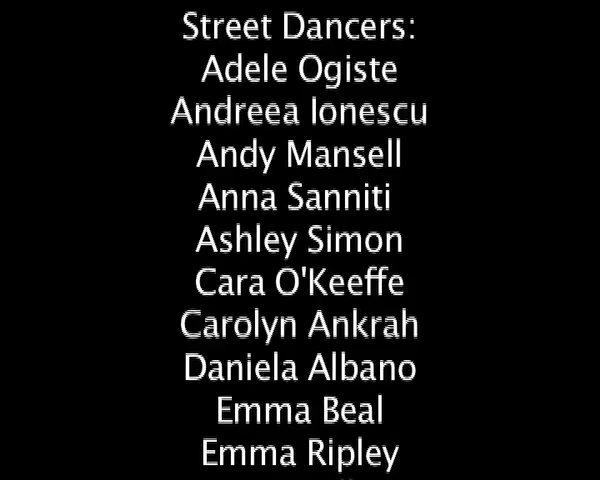 Street Dancers:
Adele Ogiste
Andreea Ionescu
Andy Mansell
Anna Sanniti
Ashley Simon
Cara O'Keeffe
Carolyn Ankrah
Daniela Albano
Emma Beal
Emma Ripley